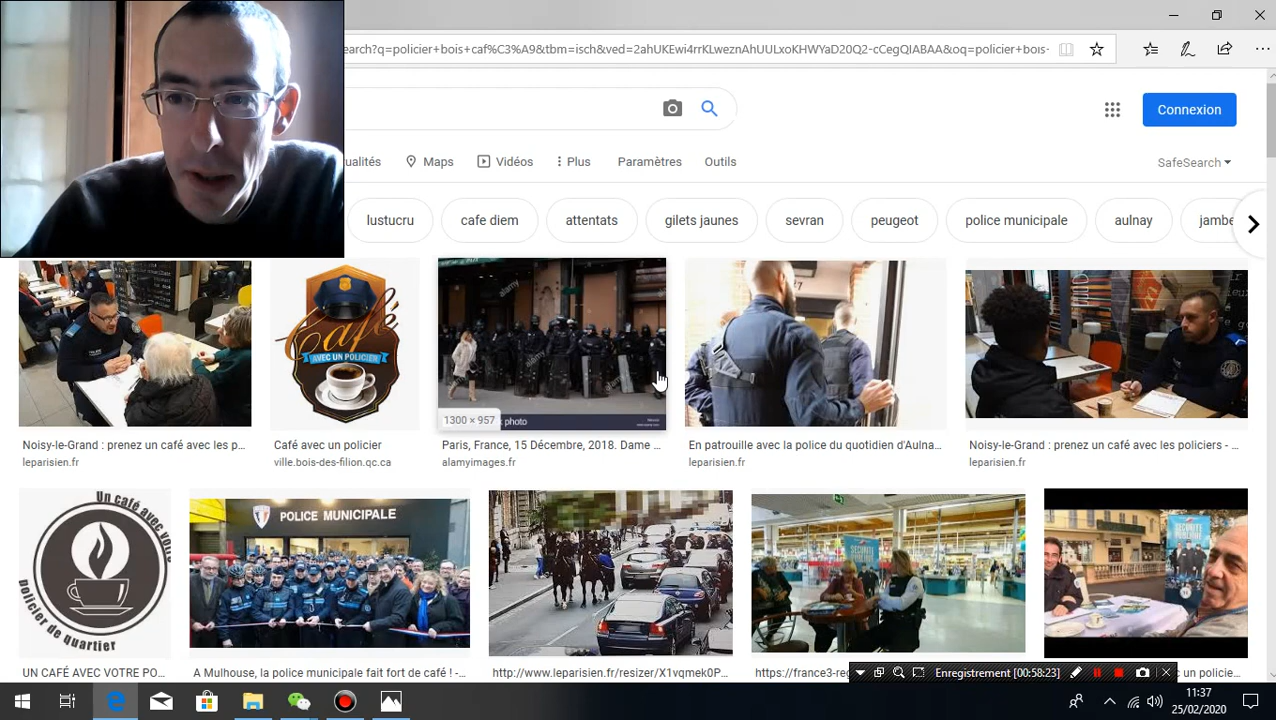 earch?q=policier+bois+caf%C3%A9&tbm=isch&ved=2ahUKEwi4rrKLweznAhUULxoKHWYaD20Q2-cCegQIABAA&oq=policier+bois-
Connexion
tualités Maps Vidéos Plus Paramètres Outils SafeSearch
lustucru cafe diem attentats gilets jaunes sevran peugeot police municipale aulnay jambe
Café
AVEC UN POLICIER
alamy
1300 × 957
photo
Noisy-le-Grand : prenez un café avec les p...
leparisien.fr
Café avec un policier
ville.bois-des-filion.qc.ca
Paris, France, 15 Décembre, 2018. Dame ...
alamyimages.fr
En patrouille avec la police du quotidien d'Aulna...
leparisien.fr
Noisy-le-Grand : prenez un café avec les policiers - ...
leparisien.fr
Un café avec votre
Policier de quartier
POLICE MUNICIPALE
UN CAFÉ AVEC VOTRE PO...
A Mulhouse, la police municipale fait fort de café ! -...
http://www.leparisien.fr/resizer/X1vqmek0P...
https://france3-reg
un policie...
Enregistrement [00:58:23]
11:37
25/02/2020